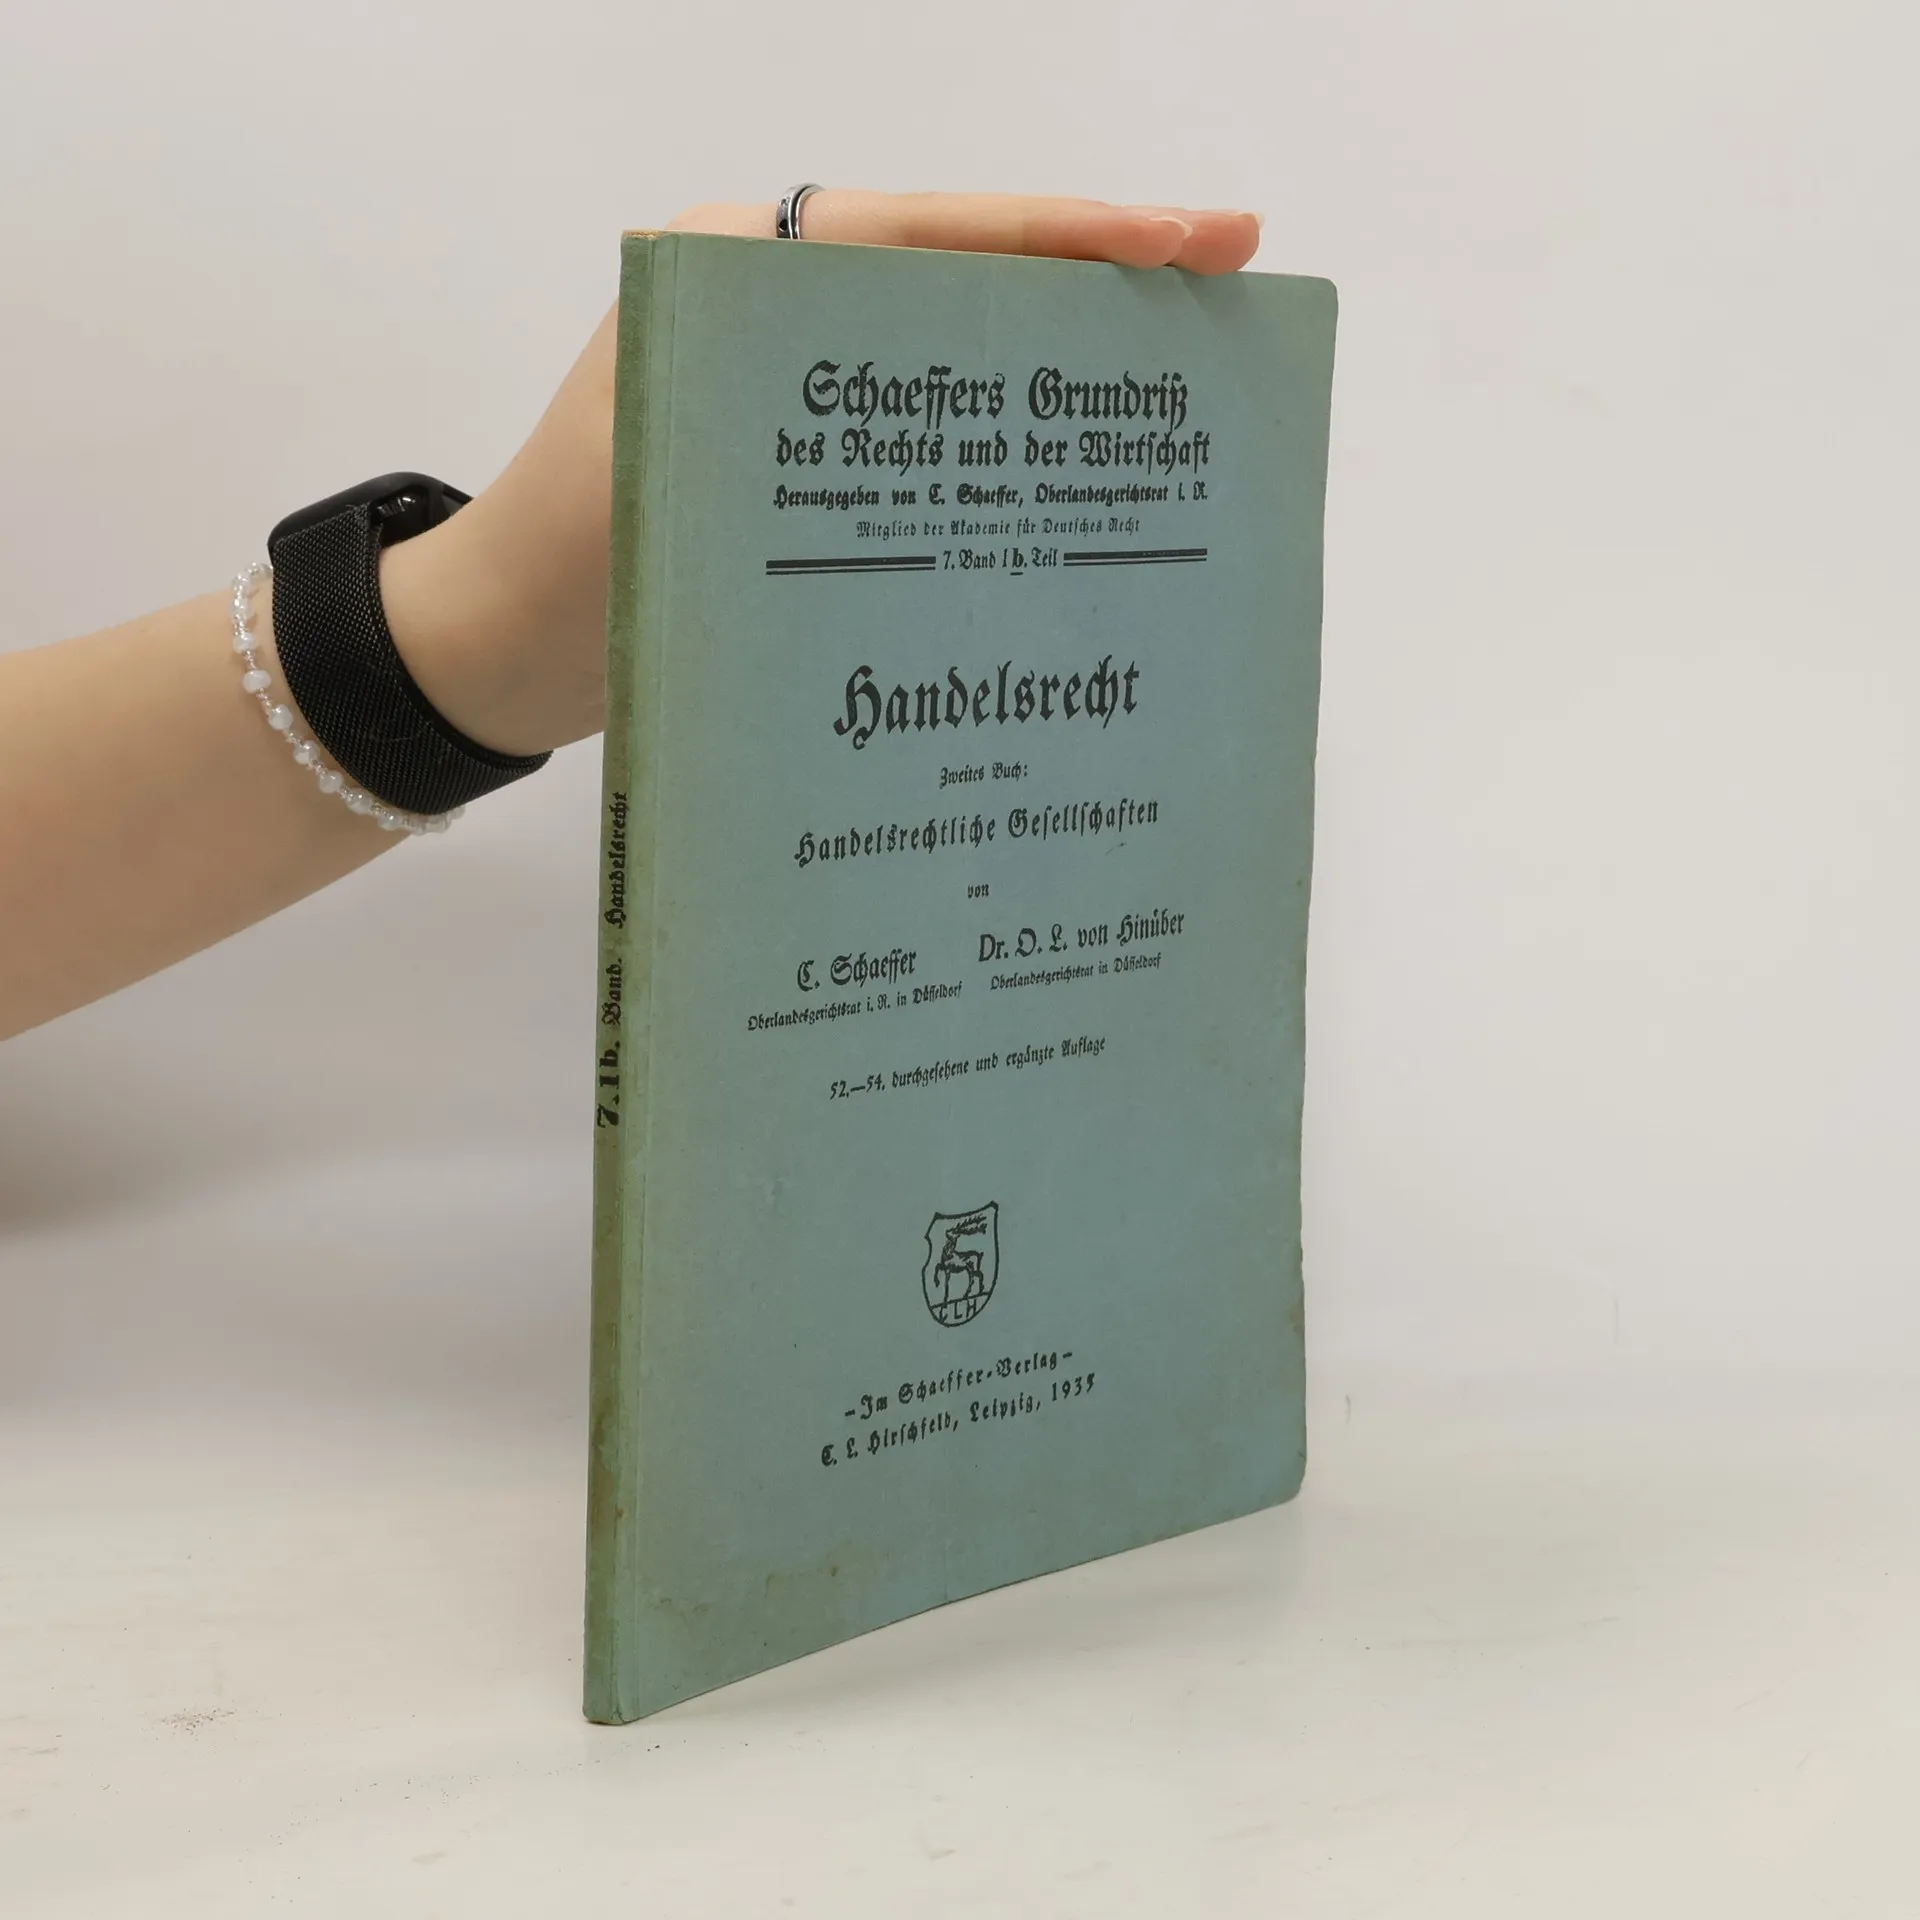 Schaeffers Grundriß
des Rechts und der Wirtſchaft
Herausgegeben von C. Schaeffer, Oberlandesgerichtsrat i. R.
Mitglied der Akademie für Deutſches Recht
7. Band 1 b. Teil
Handelsrecht
Zweites Buch:
Handelsrechtliche Geſellſchaften
von
C. Schaeffer
Oberlandesgerichtsrat i. R. in Düſſeldorf
Dr. O. L. von Hinüber
Oberlandesgerichtsrat in Düſſeldorf
52.—54. durchgeſehene und ergänzte Auflage
CLH
– Im Schaeffer-Verlag –
C. L. Hirſchfeld, Leipzig, 1935
7. 1b. Band. Handelsrecht